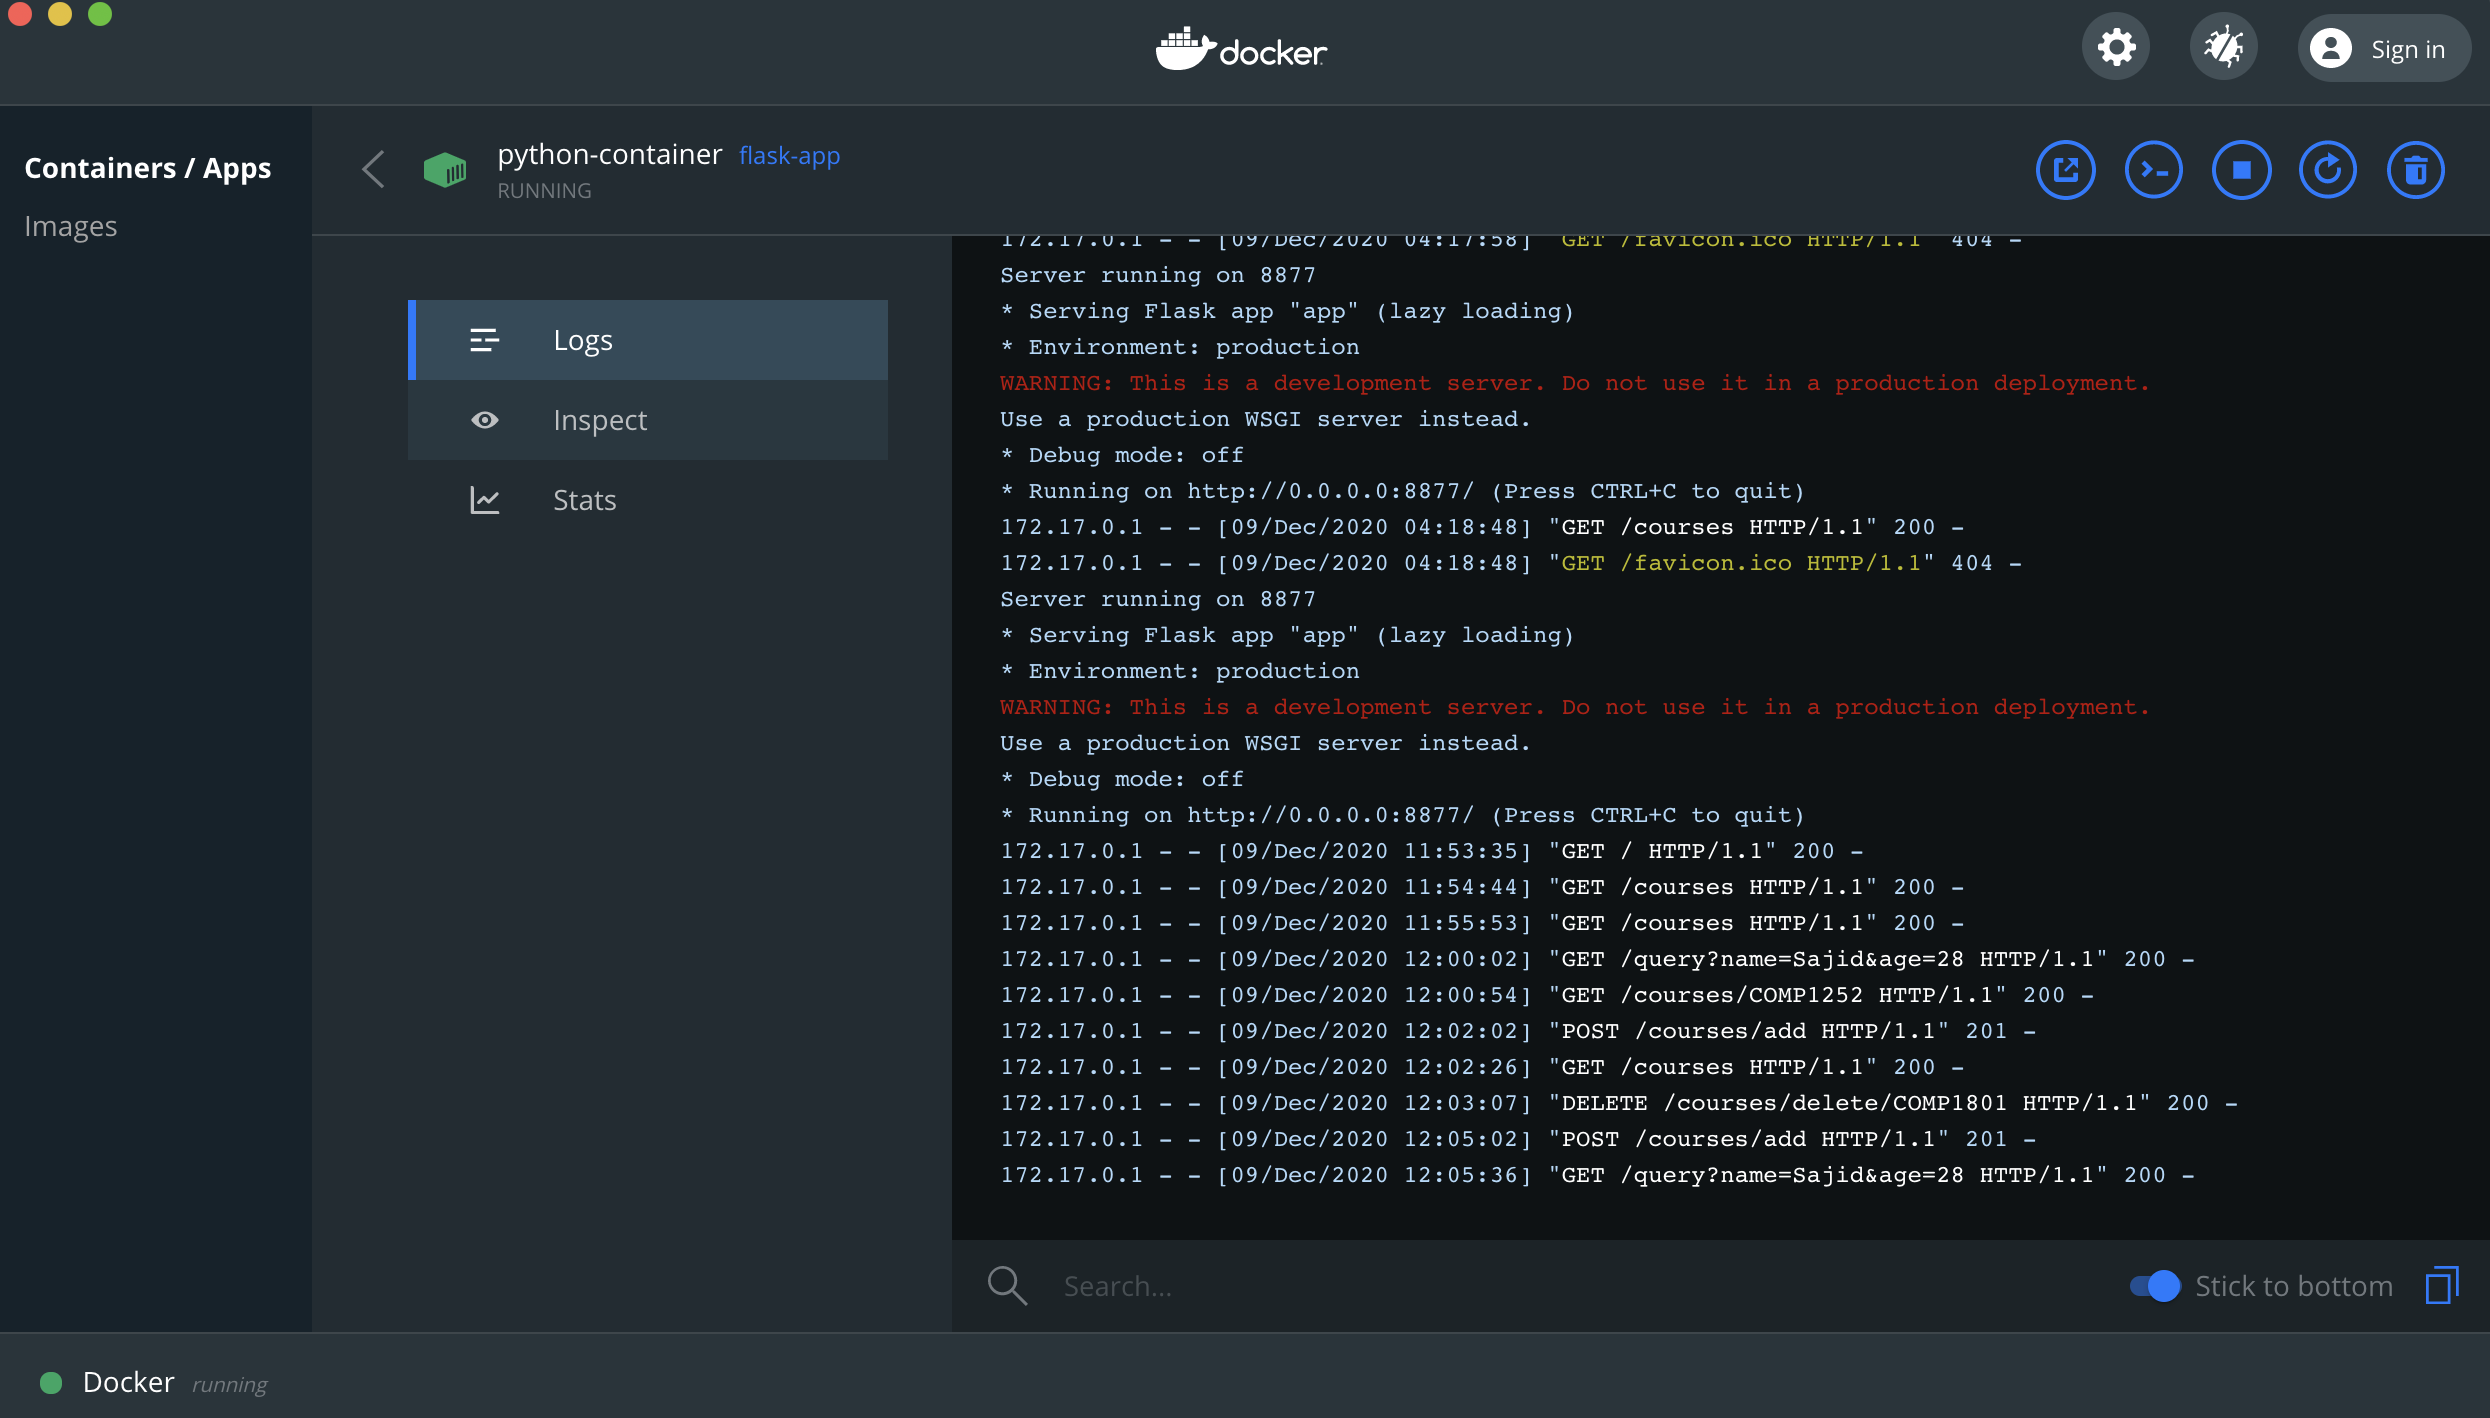 docker
Sign in
Containers / Apps
Images
python-container flask-app
RUNNING
Logs
Inspect
Stats
172.17.0.1 - - [09/Dec/2020 04:17:58] "GET /favicon.ico HTTP/1.1" 404 -
Server running on 8877
* Serving Flask app "app" (lazy loading)
* Environment: production
WARNING: This is a development server. Do not use it in a production deployment.
Use a production WSGI server instead.
* Debug mode: off
* Running on http://0.0.0.0:8877/ (Press CTRL+C to quit)
172.17.0.1 - - [09/Dec/2020 04:18:48] "GET /courses HTTP/1.1" 200 -
172.17.0.1 - - [09/Dec/2020 04:18:48] "GET /favicon.ico HTTP/1.1" 404 -
Server running on 8877
* Serving Flask app "app" (lazy loading)
* Environment: production
WARNING: This is a development server. Do not use it in a production deployment.
Use a production WSGI server instead.
* Debug mode: off
* Running on http://0.0.0.0:8877/ (Press CTRL+C to quit)
172.17.0.1 - - [09/Dec/2020 11:53:35] "GET / HTTP/1.1" 200 -
172.17.0.1 - - [09/Dec/2020 11:54:44] "GET /courses HTTP/1.1" 200 -
172.17.0.1 - - [09/Dec/2020 11:55:53] "GET /courses HTTP/1.1" 200 -
172.17.0.1 - - [09/Dec/2020 12:00:02] "GET /query?name=Sajid&age=28 HTTP/1.1" 200 -
172.17.0.1 - - [09/Dec/2020 12:00:54] "GET /courses/COMP1252 HTTP/1.1" 200 -
172.17.0.1 - - [09/Dec/2020 12:02:02] "POST /courses/add HTTP/1.1" 201 -
172.17.0.1 - - [09/Dec/2020 12:02:26] "GET /courses HTTP/1.1" 200 -
172.17.0.1 - - [09/Dec/2020 12:03:07] "DELETE /courses/delete/COMP1801 HTTP/1.1" 200 -
172.17.0.1 - - [09/Dec/2020 12:05:02] "POST /courses/add HTTP/1.1" 201 -
172.17.0.1 - - [09/Dec/2020 12:05:36] "GET /query?name=Sajid&age=28 HTTP/1.1" 200 -
Search...
Stick to bottom
Docker running